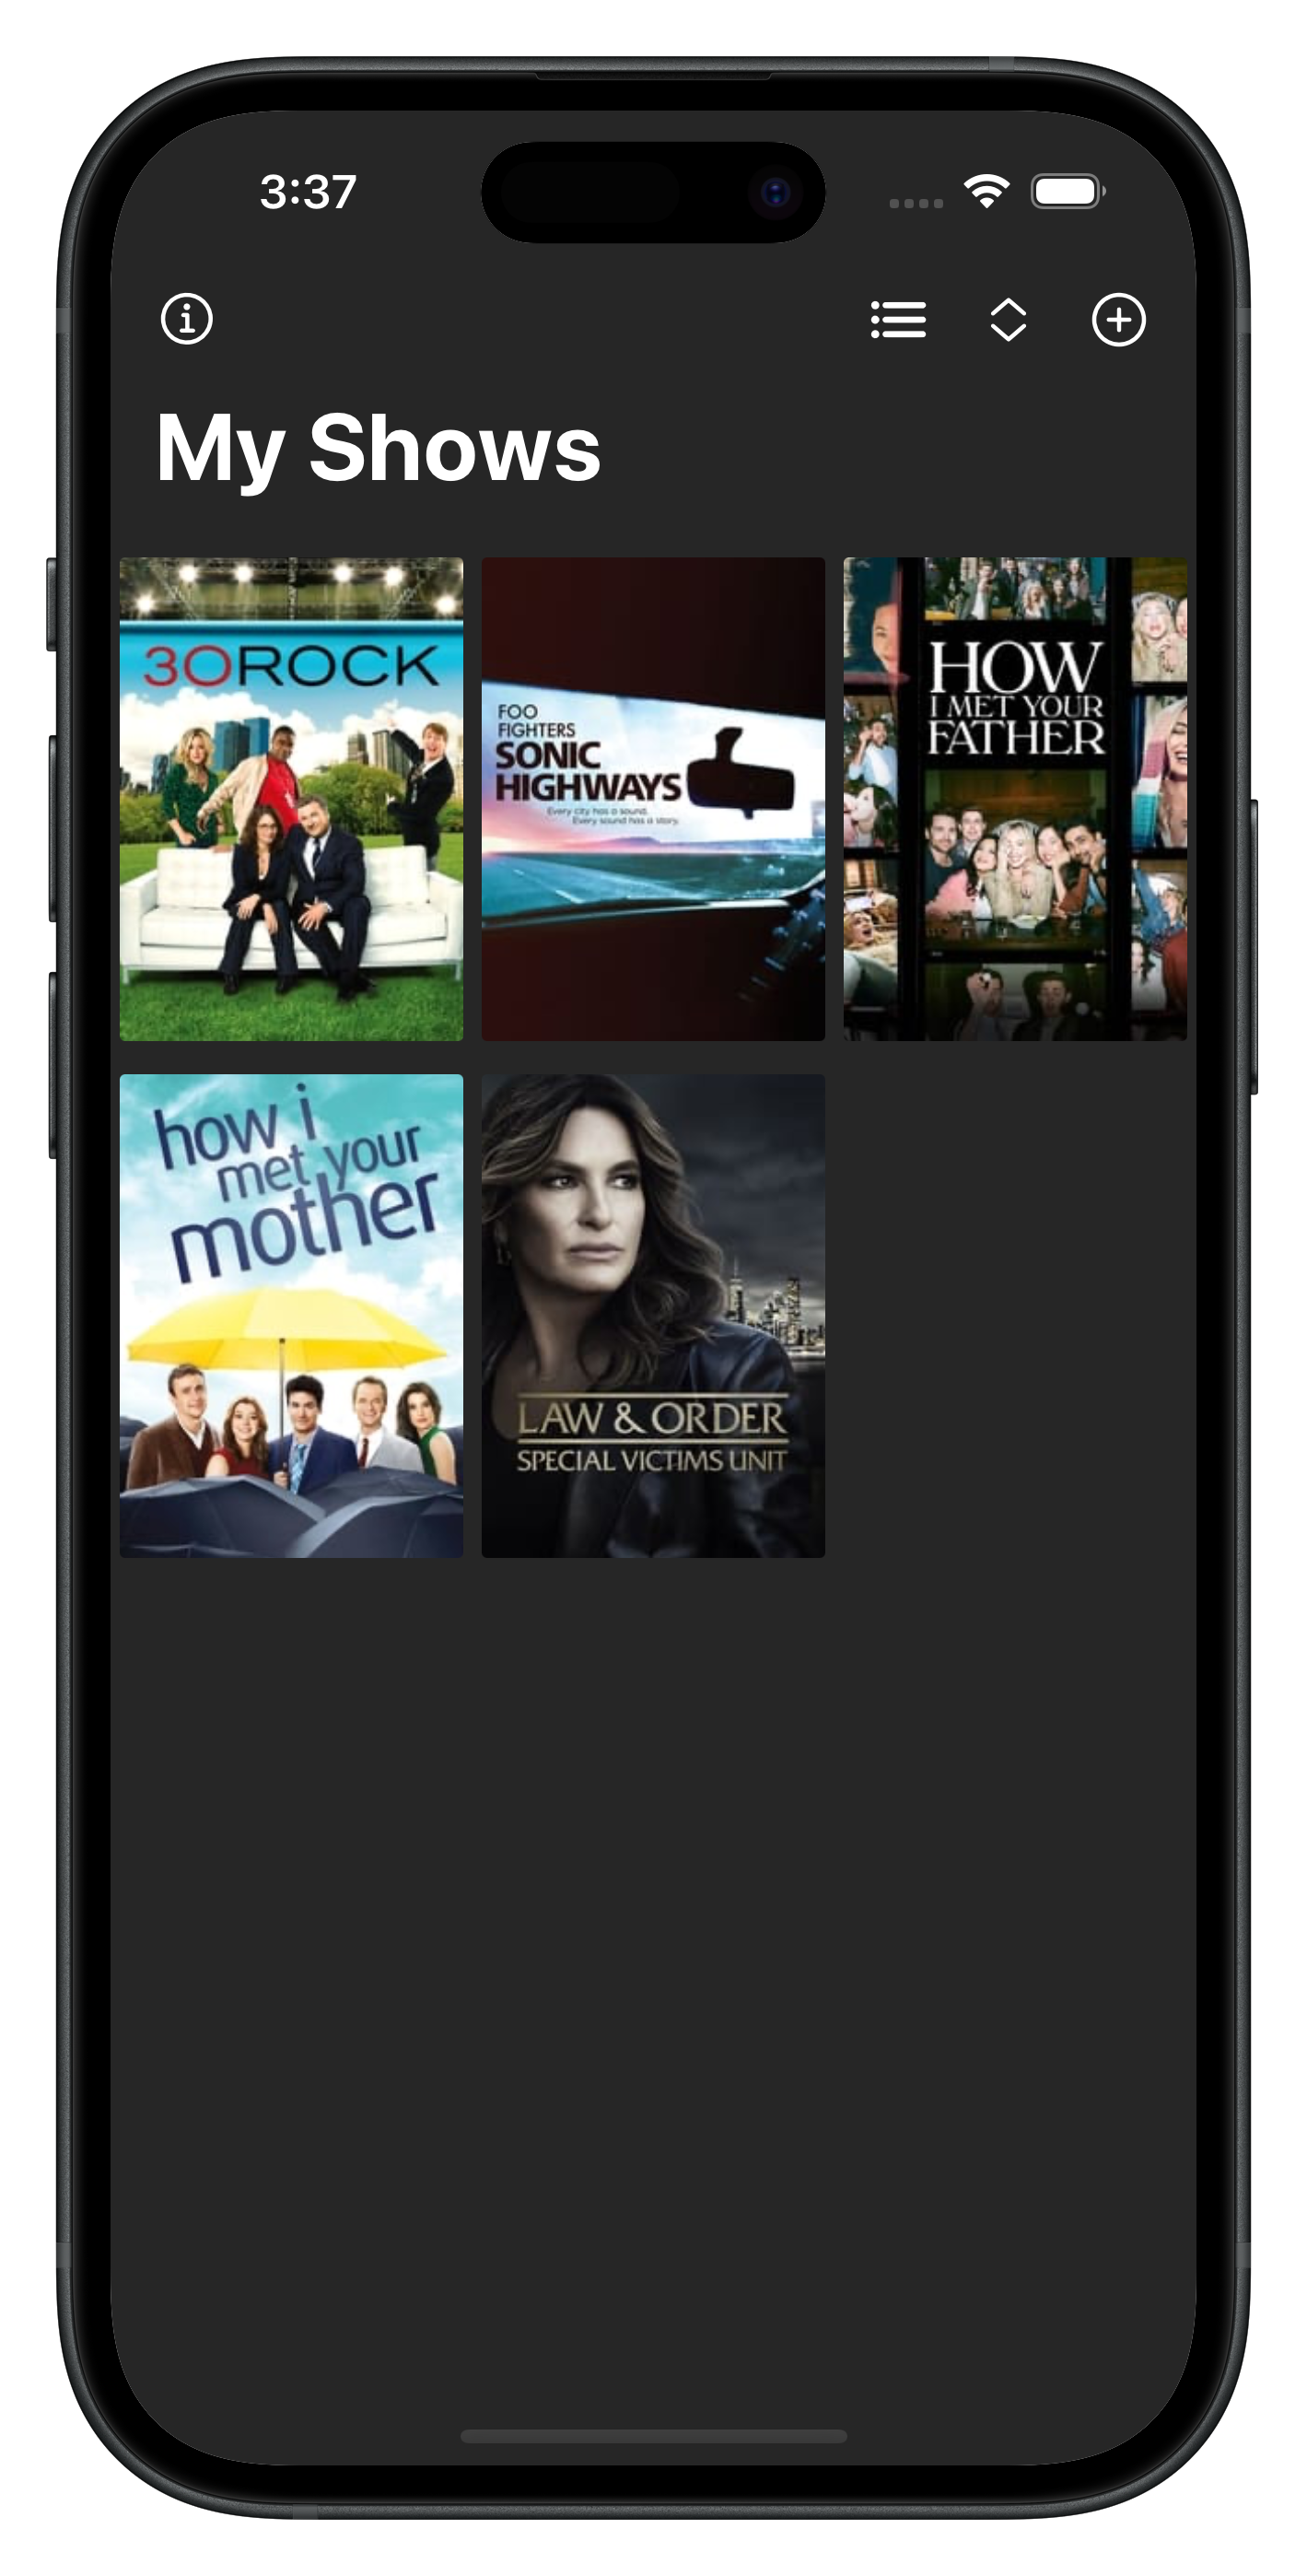 3:37
My Shows
30ROCK
FOO
FIGHTERS
SONIC
HIGHWAYS
Every city has a sound.
Every sound has a story.
HOW
I MET YOUR
FATHER
how i
met your
mother
LAW & ORDER
SPECIAL VICTIMS UNIT